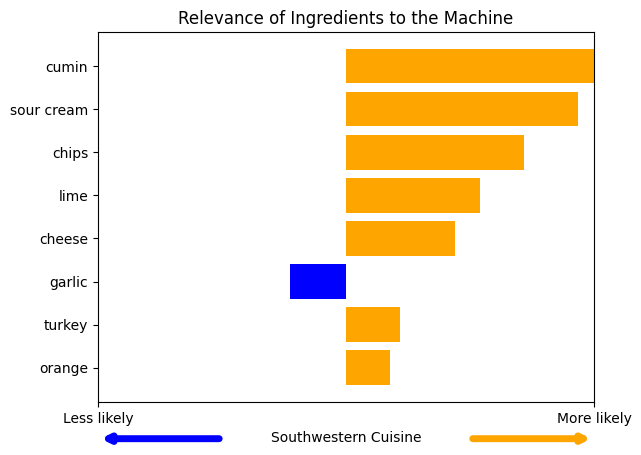 Relevance of Ingredients to the Machine
cumin
sour cream
chips
lime
cheese
garlic
turkey
orange
Less likely
More likely
Southwestern Cuisine